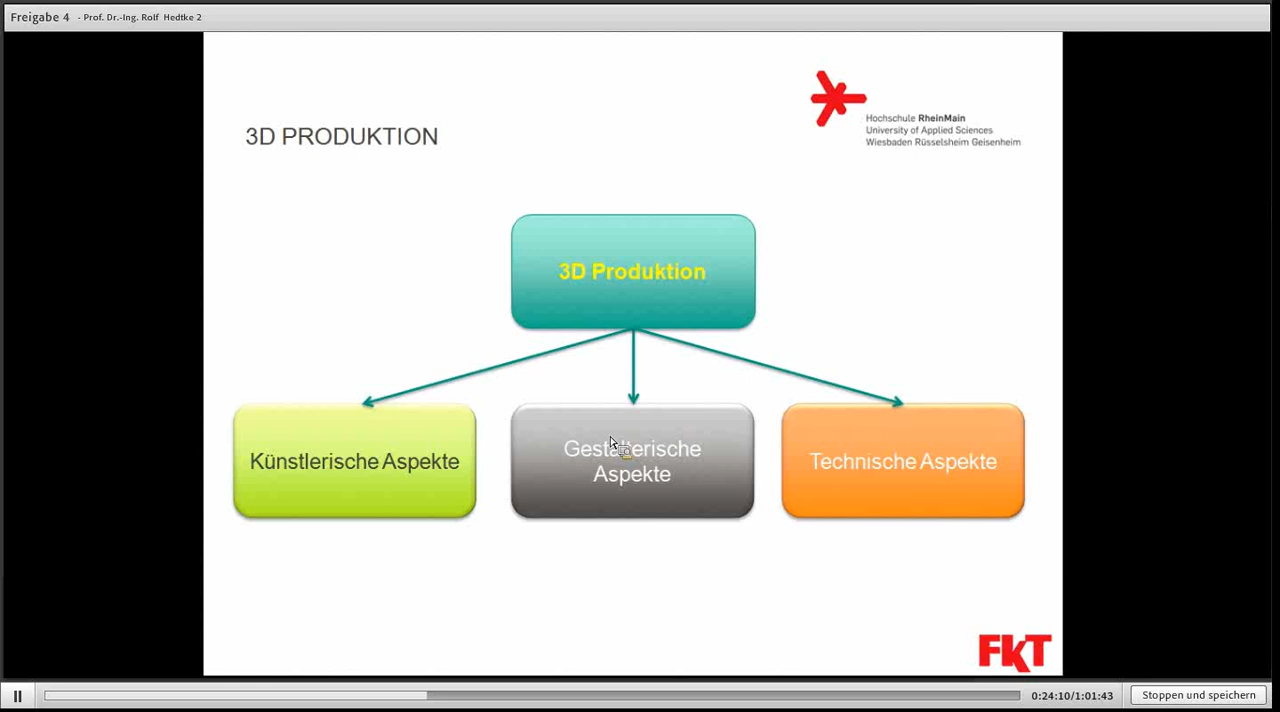 Freigabe 4 - Prof. Dr.-Ing. Rolf Hedtke 2
3D PRODUKTION
Hochschule RheinMain
University of Applied Sciences
Wiesbaden Rüsselsheim Geisenheim
3D Produktion
Künstlerische Aspekte
Gestalterische
Aspekte
Technische Aspekte
FKT
0:24:10/1:01:43
Stoppen und speichern